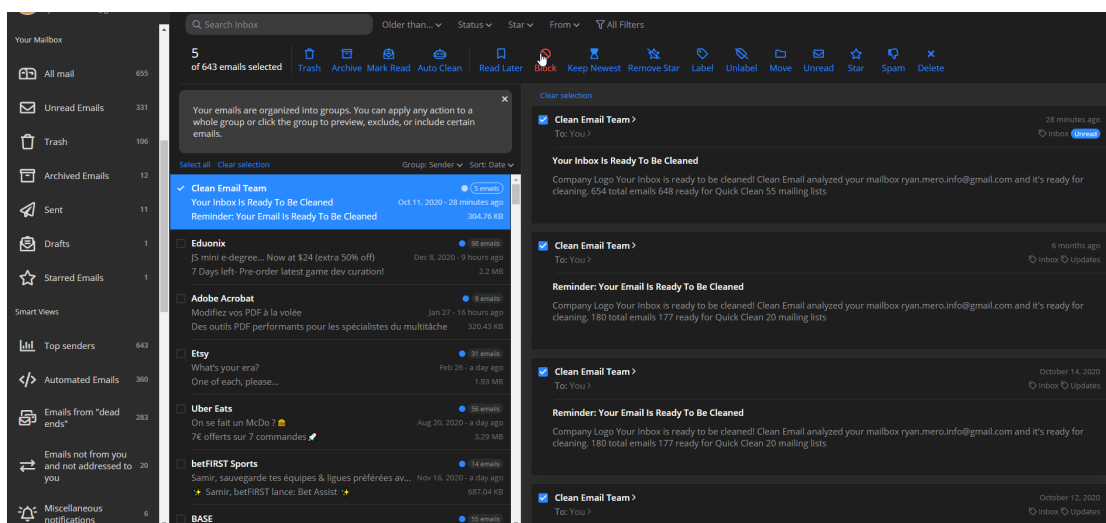 Search Inbox
Older than...
Status
Star
From
All Filters
Your Mailbox
All mail 655
Unread Emails 331
Trash 106
Archived Emails 12
Sent 11
Drafts 1
Starred Emails 1
Smart Views
Top senders 643
Automated Emails 360
Emails from "dead
ends" 283
Emails not from you
and not addressed to 20
you
Miscellaneous 6
notifications
5
of 643 emails selected
Trash
Archive
Mark Read
Auto Clean
Read Later
Block
Keep Newest
Remove Star
Label
Unlabel
Move
Unread
Star
Spam
Delete
Your emails are organized into groups. You can apply any action to a
whole group or click the group to preview, exclude, or include certain
emails.
Select all Clear selection
Group: Sender Sort: Date
Clean Email Team 5 emails
Your Inbox Is Ready To Be Cleaned Oct 11, 2020 - 28 minutes ago
Reminder: Your Email Is Ready To Be Cleaned 304.76 KB
Eduonix 98 emails
JS mini e-degree... Now at $24 (extra 50% off) Dec 8, 2020 - 9 hours ago
7 Days left- Pre-order latest game dev curation! 2.2 MB
Adobe Acrobat 9 emails
Modifiez vos PDF à la volée Jan 27 - 16 hours ago
Des outils PDF performants pour les spécialistes du multitâche 320.43 KB
Etsy 31 emails
What's your era? Feb 26 - a day ago
One of each, please... 1.93 MB
Uber Eats 56 emails
On se fait un McDo ? 🍔 Aug 20, 2020 - a day ago
7€ offerts sur 7 commandes 🚀 3.29 MB
betFIRST Sports 14 emails
Samir, sauvegarde tes équipes & ligues préférées av... Nov 16, 2020 - a day ago
✨ Samir, betFIRST lance: Bet Assist ✨ 687.04 KB
BASE 55 emails
Clear selection
Clean Email Team > 28 minutes ago
To: You > Inbox Unread
Your Inbox Is Ready To Be Cleaned
Company Logo Your Inbox is ready to be cleaned! Clean Email analyzed your mailbox ryan.mero.info@gmail.com and it's ready for
cleaning. 654 total emails 648 ready for Quick Clean 55 mailing lists
Clean Email Team > 6 months ago
To: You > Inbox Updates
Reminder: Your Email Is Ready To Be Cleaned
Company Logo Your Inbox is ready to be cleaned! Clean Email analyzed your mailbox ryan.mero.info@gmail.com and it's ready for
cleaning. 180 total emails 177 ready for Quick Clean 20 mailing lists
Clean Email Team > October 14, 2020
To: You > Inbox Updates
Reminder: Your Email Is Ready To Be Cleaned
Company Logo Your Inbox is ready to be cleaned! Clean Email analyzed your mailbox ryan.mero.info@gmail.com and it's ready for
cleaning. 180 total emails 177 ready for Quick Clean 20 mailing lists
Clean Email Team > October 12, 2020
To: You > Inbox Updates